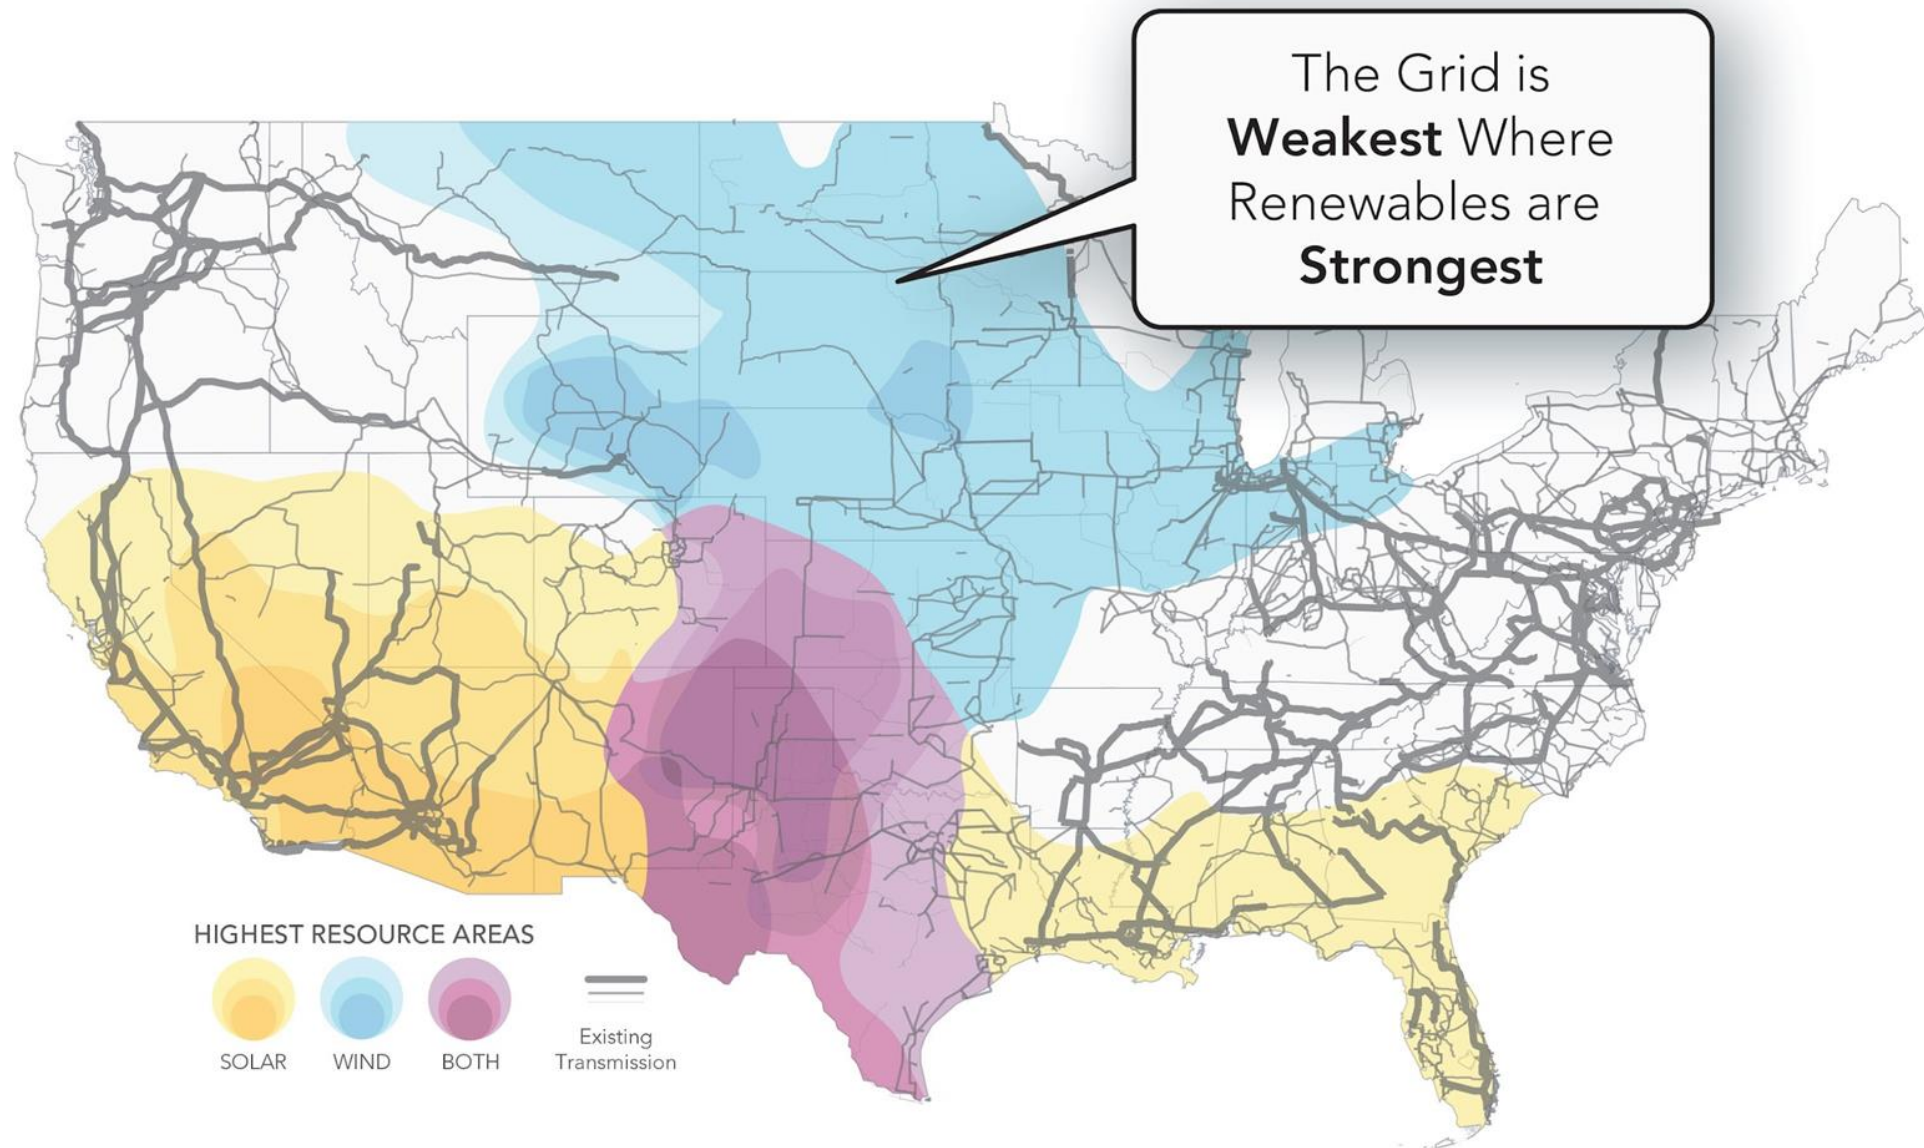 The Grid is
Weakest Where
Renewables are
Strongest
HIGHEST RESOURCE AREAS
SOLAR
WIND
BOTH
Existing
Transmission